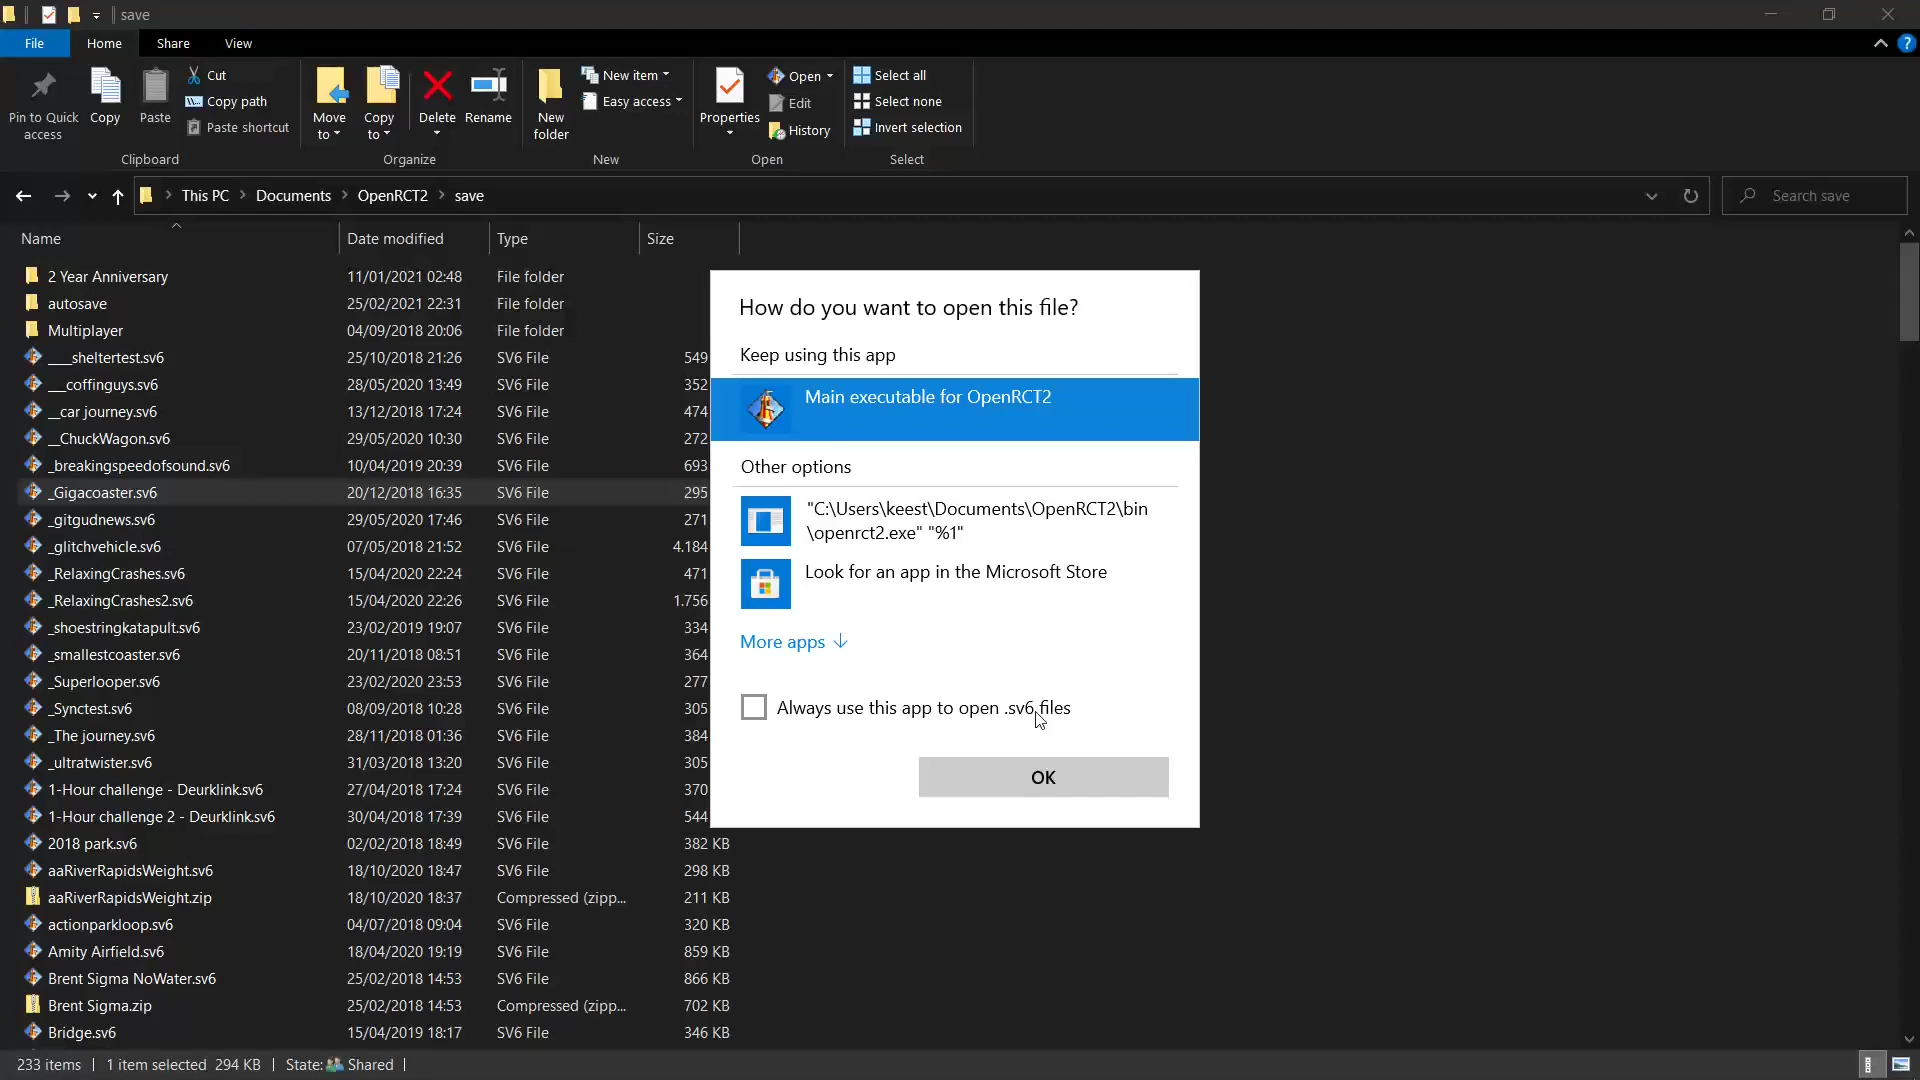 save
File Home Share View
Pin to Quick access
Copy
Paste
Cut
Copy path
Paste shortcut
Clipboard
Move to
Copy to
Delete
Rename
Organize
New folder
New item
Easy access
New
Properties
Open
Edit
History
Open
Select all
Select none
Invert selection
Select
This PC Documents OpenRCT2 save
Search save
Name Date modified Type Size
2 Year Anniversary 11/01/2021 02:48 File folder
autosave 25/02/2021 22:31 File folder
Multiplayer 04/09/2018 20:06 File folder
____sheltertest.sv6 25/10/2018 21:26 SV6 File 549
___coffinguys.sv6 28/05/2020 13:49 SV6 File 352
__car journey.sv6 13/12/2018 17:24 SV6 File 474
__ChuckWagon.sv6 29/05/2020 10:30 SV6 File 272
_breakingspeedofsound.sv6 10/04/2019 20:39 SV6 File 693
_Gigacoaster.sv6 20/12/2018 16:35 SV6 File 295
_gitgudnews.sv6 29/05/2020 17:46 SV6 File 271
_glitchvehicle.sv6 07/05/2018 21:52 SV6 File 4.184
_RelaxingCrashes.sv6 15/04/2020 22:24 SV6 File 471
_RelaxingCrashes2.sv6 15/04/2020 22:26 SV6 File 1.756
_shoestringkatapult.sv6 23/02/2019 19:07 SV6 File 334
_smallestcoaster.sv6 20/11/2018 08:51 SV6 File 364
_Superlooper.sv6 23/02/2020 23:53 SV6 File 277
_Synctest.sv6 08/09/2018 10:28 SV6 File 305
_The journey.sv6 28/11/2018 01:36 SV6 File 384
_ultratwister.sv6 31/03/2018 13:20 SV6 File 305
1-Hour challenge - Deurklink.sv6 27/04/2018 17:24 SV6 File 370
1-Hour challenge 2 - Deurklink.sv6 30/04/2018 17:39 SV6 File 544
2018 park.sv6 02/02/2018 18:49 SV6 File 382 KB
aaRiverRapidsWeight.sv6 18/10/2020 18:47 SV6 File 298 KB
aaRiverRapidsWeight.zip 18/10/2020 18:37 Compressed (zipp... 211 KB
actionparkloop.sv6 04/07/2018 09:04 SV6 File 320 KB
Amity Airfield.sv6 18/04/2020 19:19 SV6 File 859 KB
Brent Sigma NoWater.sv6 25/02/2018 14:53 SV6 File 866 KB
Brent Sigma.zip 25/02/2018 14:53 Compressed (zipp... 702 KB
Bridge.sv6 15/04/2019 18:17 SV6 File 346 KB
How do you want to open this file?
Keep using this app
Main executable for OpenRCT2
Other options
"C:\Users\keest\Documents\OpenRCT2\bin
\openrct2.exe" "%1"
Look for an app in the Microsoft Store
More apps
Always use this app to open .sv6 files
OK
233 items 1 item selected 294 KB State: Shared